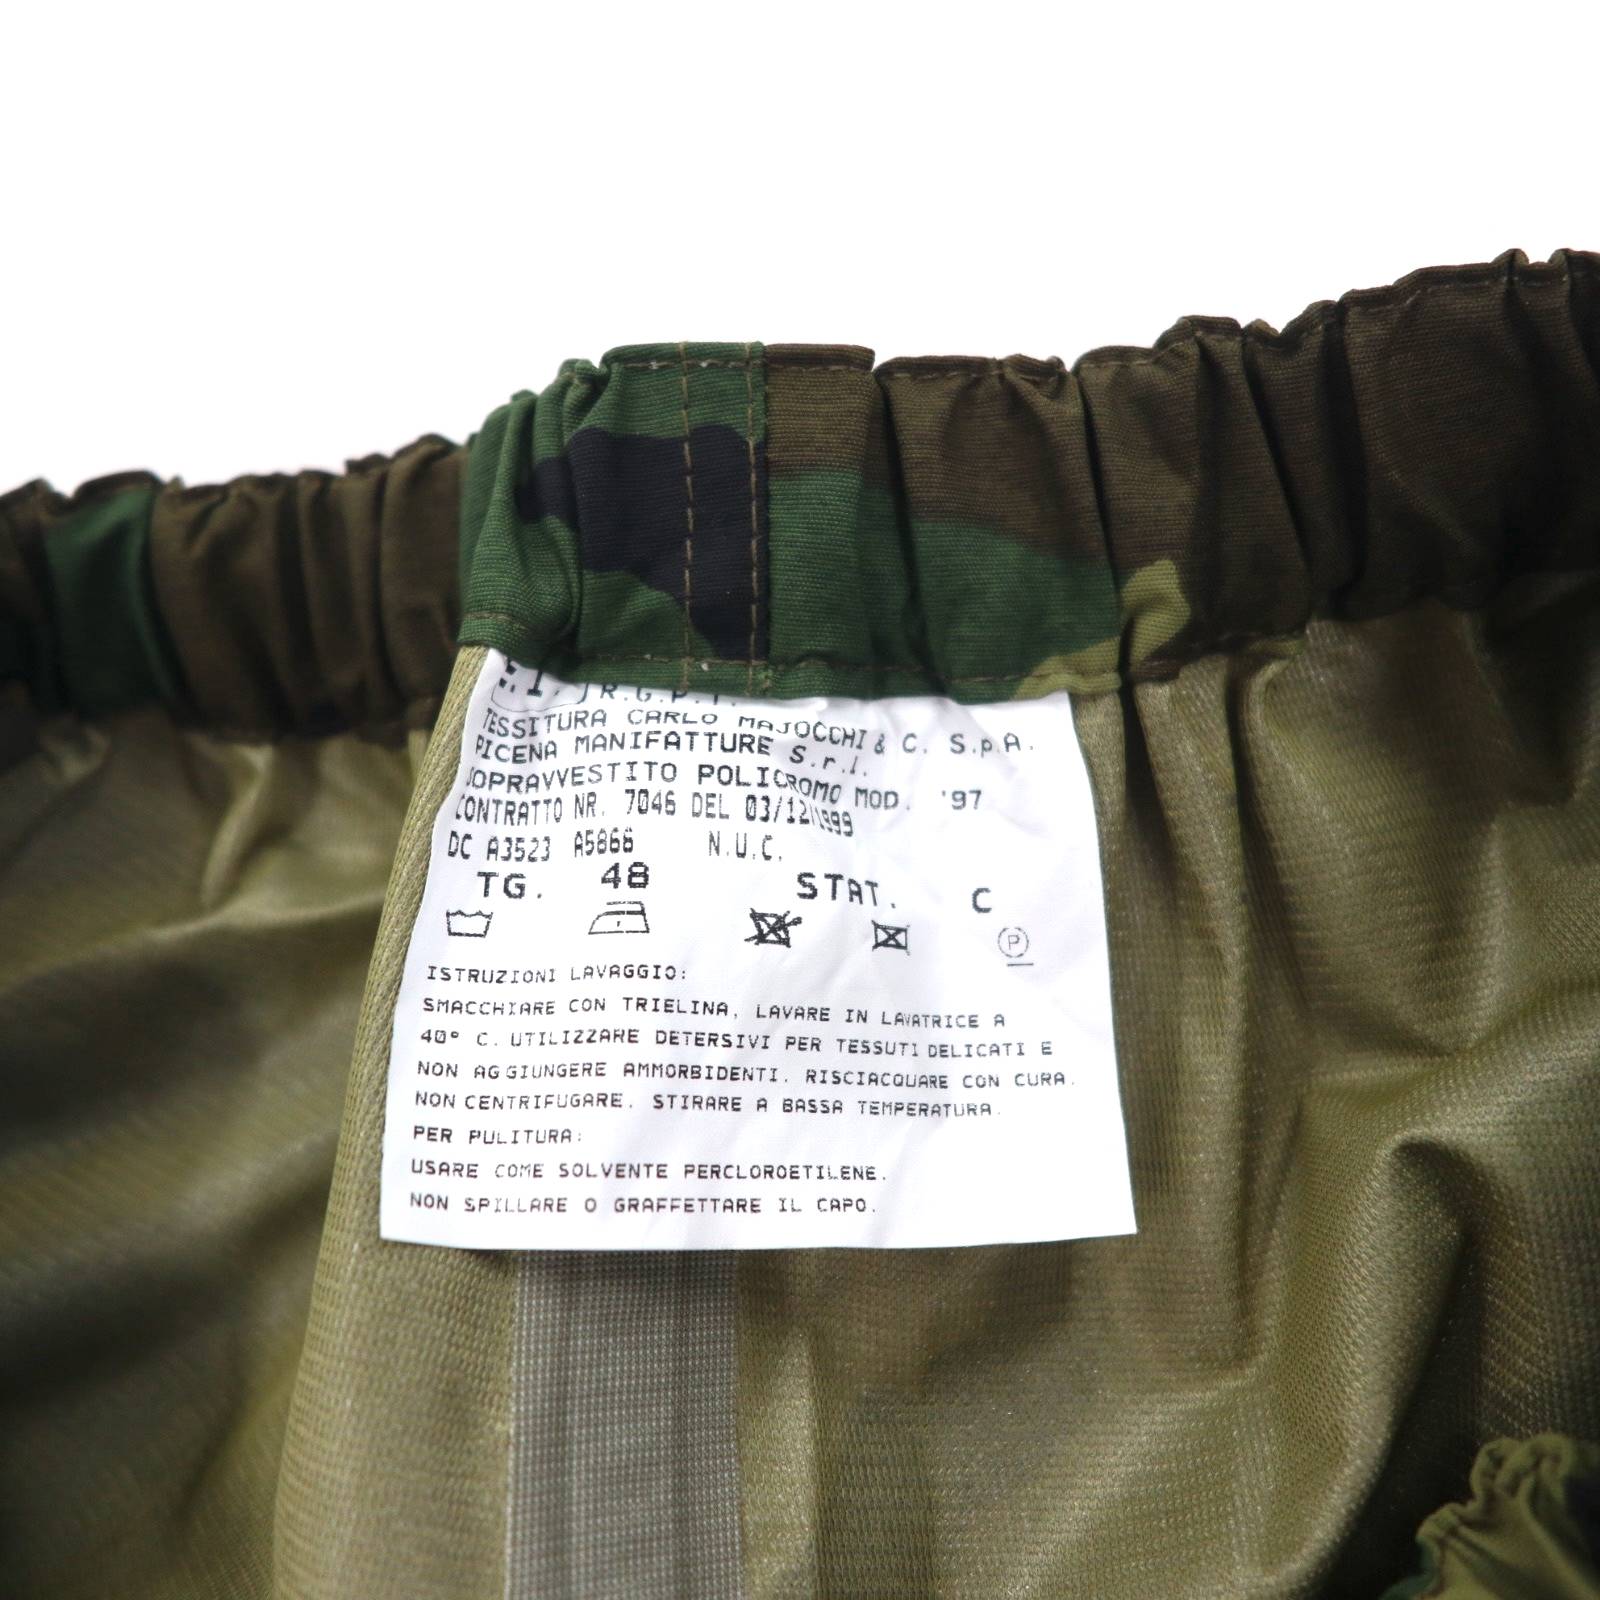 R.G.P.T.
TESSITURA CARLO MAJOCCHI & C. S.p.A.
PICENA MANIFATTURE S.r.l.
SOPRAVVESTITO POLICROMO MOD. '97
CONTRATTO NR. 7046 DEL 03/12/1999
DC A3523 A5866 N.U.C.
TG. 48 STAT. C
P
ISTRUZIONI LAVAGGIO:
SMACCHIARE CON TRIELINA, LAVARE IN LAVATRICE A
40° C. UTILIZZARE DETERSIVI PER TESSUTI DELICATI E
NON AGGIUNGERE AMMORBIDENTI. RISCIACQUARE CON CURA.
NON CENTRIFUGARE. STIRARE A BASSA TEMPERATURA.
PER PULITURA:
USARE COME SOLVENTE PERCLOROETILENE.
NON SPILLARE O GRAFFETTARE IL CAPO.